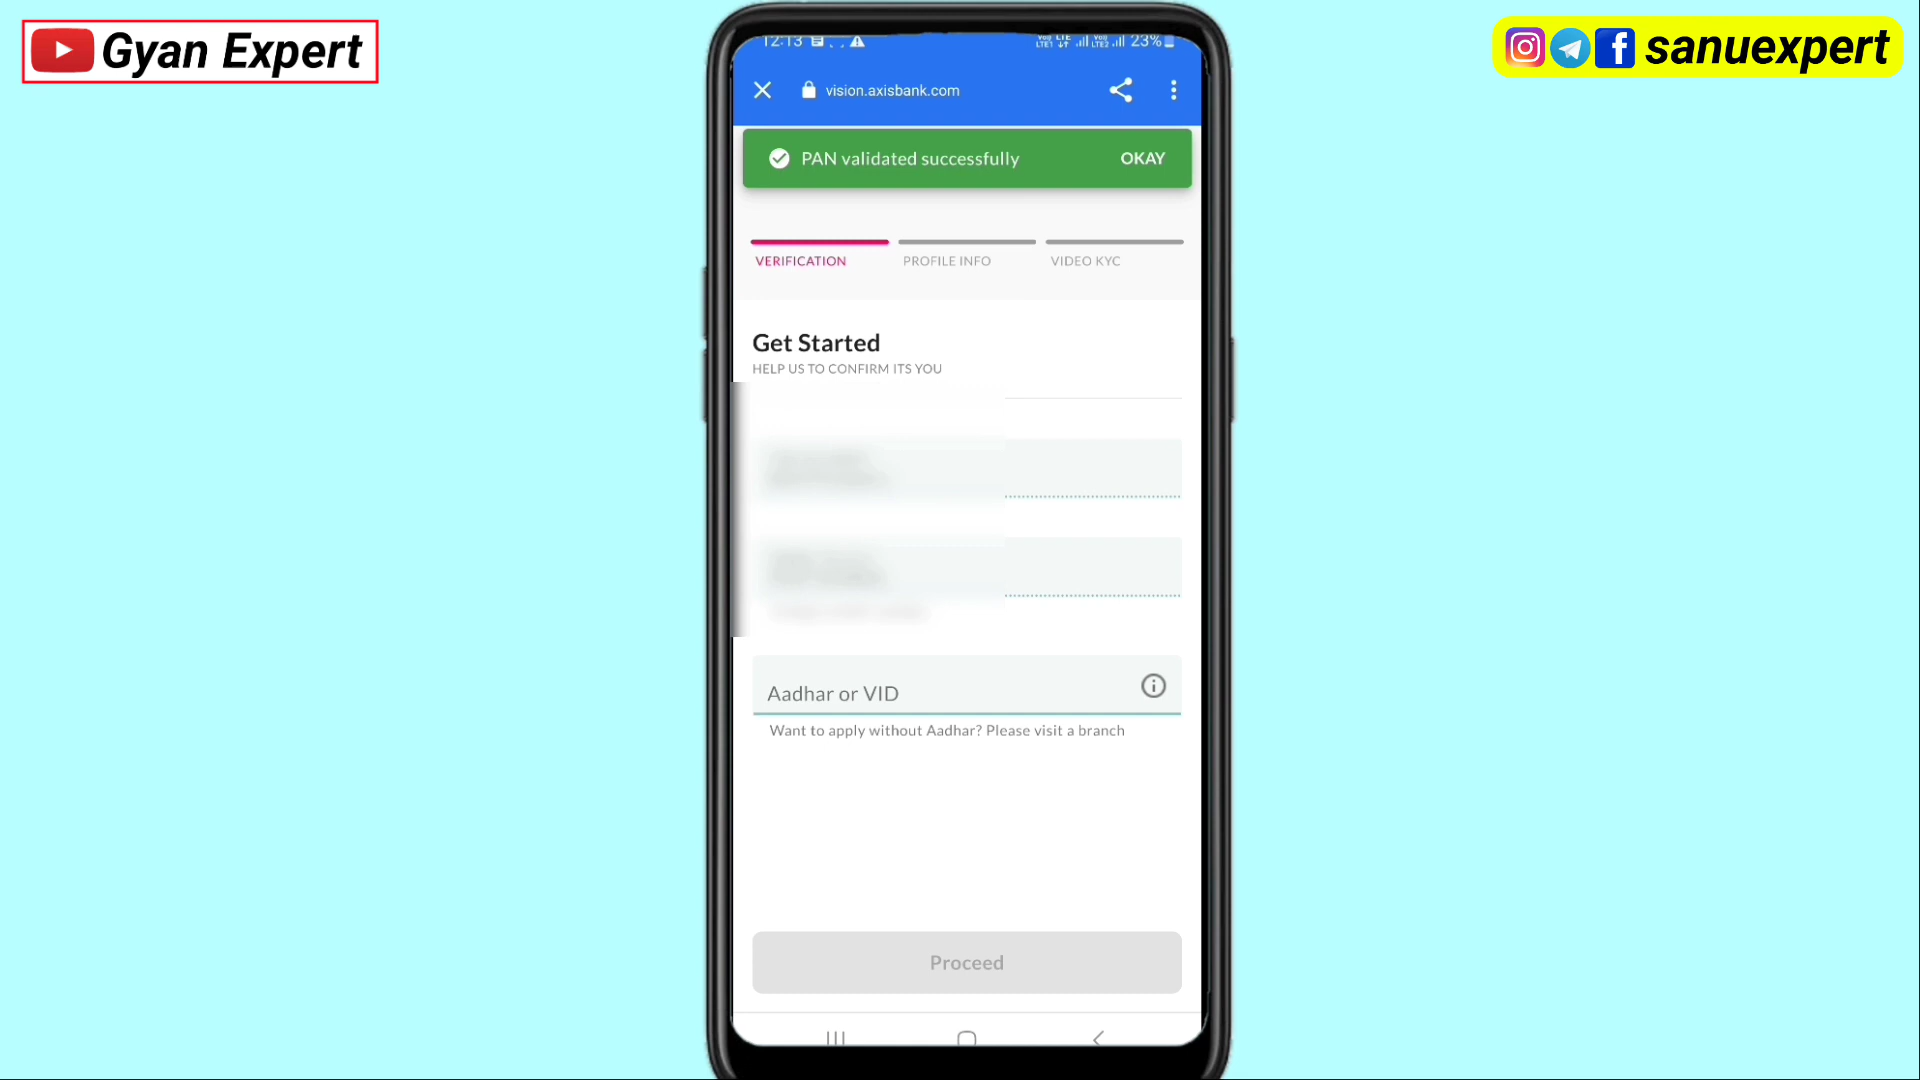 Gyan Expert
sanuexpert
12:13
23%
vision.axisbank.com
PAN validated successfully OKAY
VERIFICATION PROFILE INFO VIDEO KYC
Get Started
HELP US TO CONFIRM ITS YOU
Aadhar or VID
Want to apply without Aadhar? Please visit a branch
Proceed